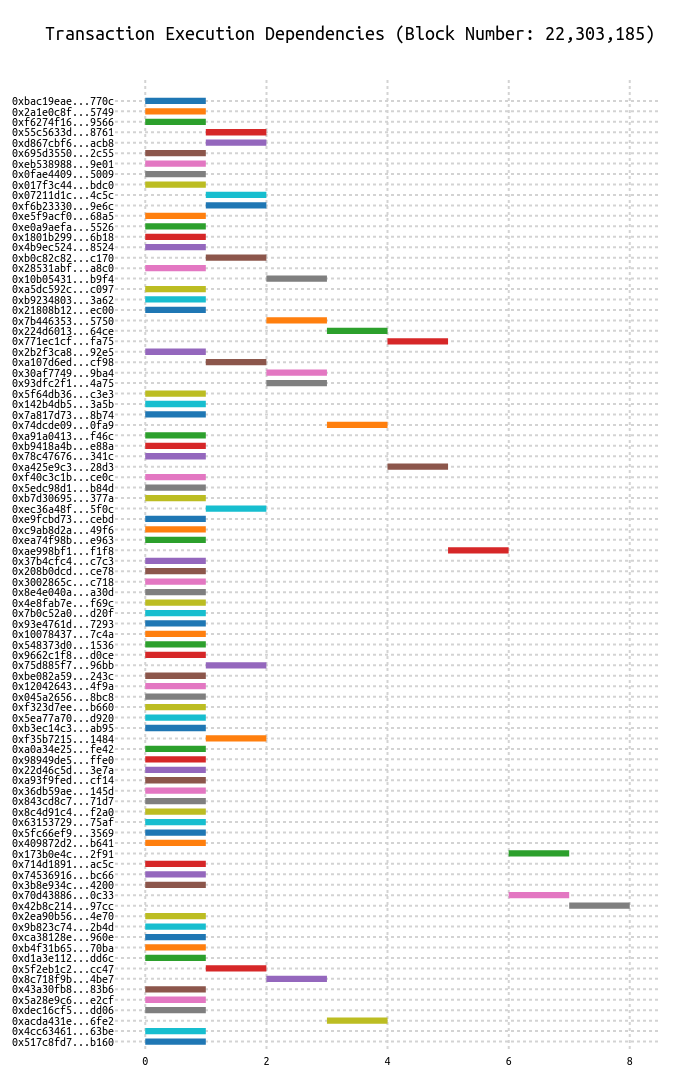 Transaction Execution Dependencies (Block Number: 22,303,185)
0xbac19eae...770c
0x2a1e0c8f...5749
0xf6274f16...9566
0x55c5633d...8761
0xd867cbf6...acb8
0x695d3550...2c55
0xeb538988...9e01
0x0fae4409...5009
0x017f3c44...bdc0
0x07211d1c...4c5c
0xf6b23330...9e6c
0xe5f9acf0...68a5
0xe0a9aefa...5526
0x1801b299...6b18
0x4b9ec524...8524
0xb0c82c82...c170
0x28531abf...a8c0
0x10b05431...b9f4
0xa5dc592c...c097
0xb9234803...3a62
0x21808b12...ec00
0x7b446353...5750
0x224d6013...64ce
0x771ec1cf...fa75
0x2b2f3ca8...92e5
0xa107d6ed...cf98
0x30af7749...9ba4
0x93dfc2f1...4a75
0x5f64db36...c3e3
0x142b4db5...3a5b
0x7a817d73...8b74
0x74dcde09...0fa9
0xa91a0413...f46c
0xb9418a4b...e88a
0x78c47676...341c
0xa425e9c3...28d3
0xf40c3c1b...ce0c
0x5edc98d1...b84d
0xb7d30695...377a
0xec36a48f...5f0c
0xe9fcbd73...cebd
0xc9ab8d2a...49f6
0xea74f98b...e963
0xae998bf1...f1f8
0x37b4cfc4...c7c3
0x208b0dcd...ce78
0x3002865c...c718
0x8e4e040a...a30d
0x4e8fab7e...f69c
0x7b0c52a0...d20f
0x93e4761d...7293
0x10078437...7c4a
0x548373d0...1536
0x9662c1f8...d0ce
0x75d885f7...96bb
0xbe082a59...243c
0x12042643...4f9a
0x045a2656...8bc8
0xf323d7ee...b660
0x5ea77a70...d920
0xb3ec14c3...ab95
0xf35b7215...1484
0xa0a34e25...fe42
0x98949de5...ffe0
0x22d46c5d...3e7a
0xa93f9fed...cf14
0x36db59ae...145d
0x843cd8c7...71d7
0x8c4d91c4...f2a0
0x63153729...75af
0x5fc66ef9...3569
0x409872d2...b641
0x173b0e4c...2f91
0x714d1891...ac5c
0x74536916...bc66
0x3b8e934c...4200
0x70d43886...0c33
0x42b8c214...97cc
0x2ea90b56...4e70
0x9b823c74...2b4d
0xca38128e...960e
0xb4f31b65...70ba
0xd1a3e112...dd6c
0x5f2eb1c2...cc47
0x8c718f9b...4be7
0x43a30fb8...83b6
0x5a28e9c6...e2cf
0xdec16cf5...dd06
0xacda431e...6fe2
0x4cc63461...63be
0x517c8fd7...b160
0 2 4 6 8